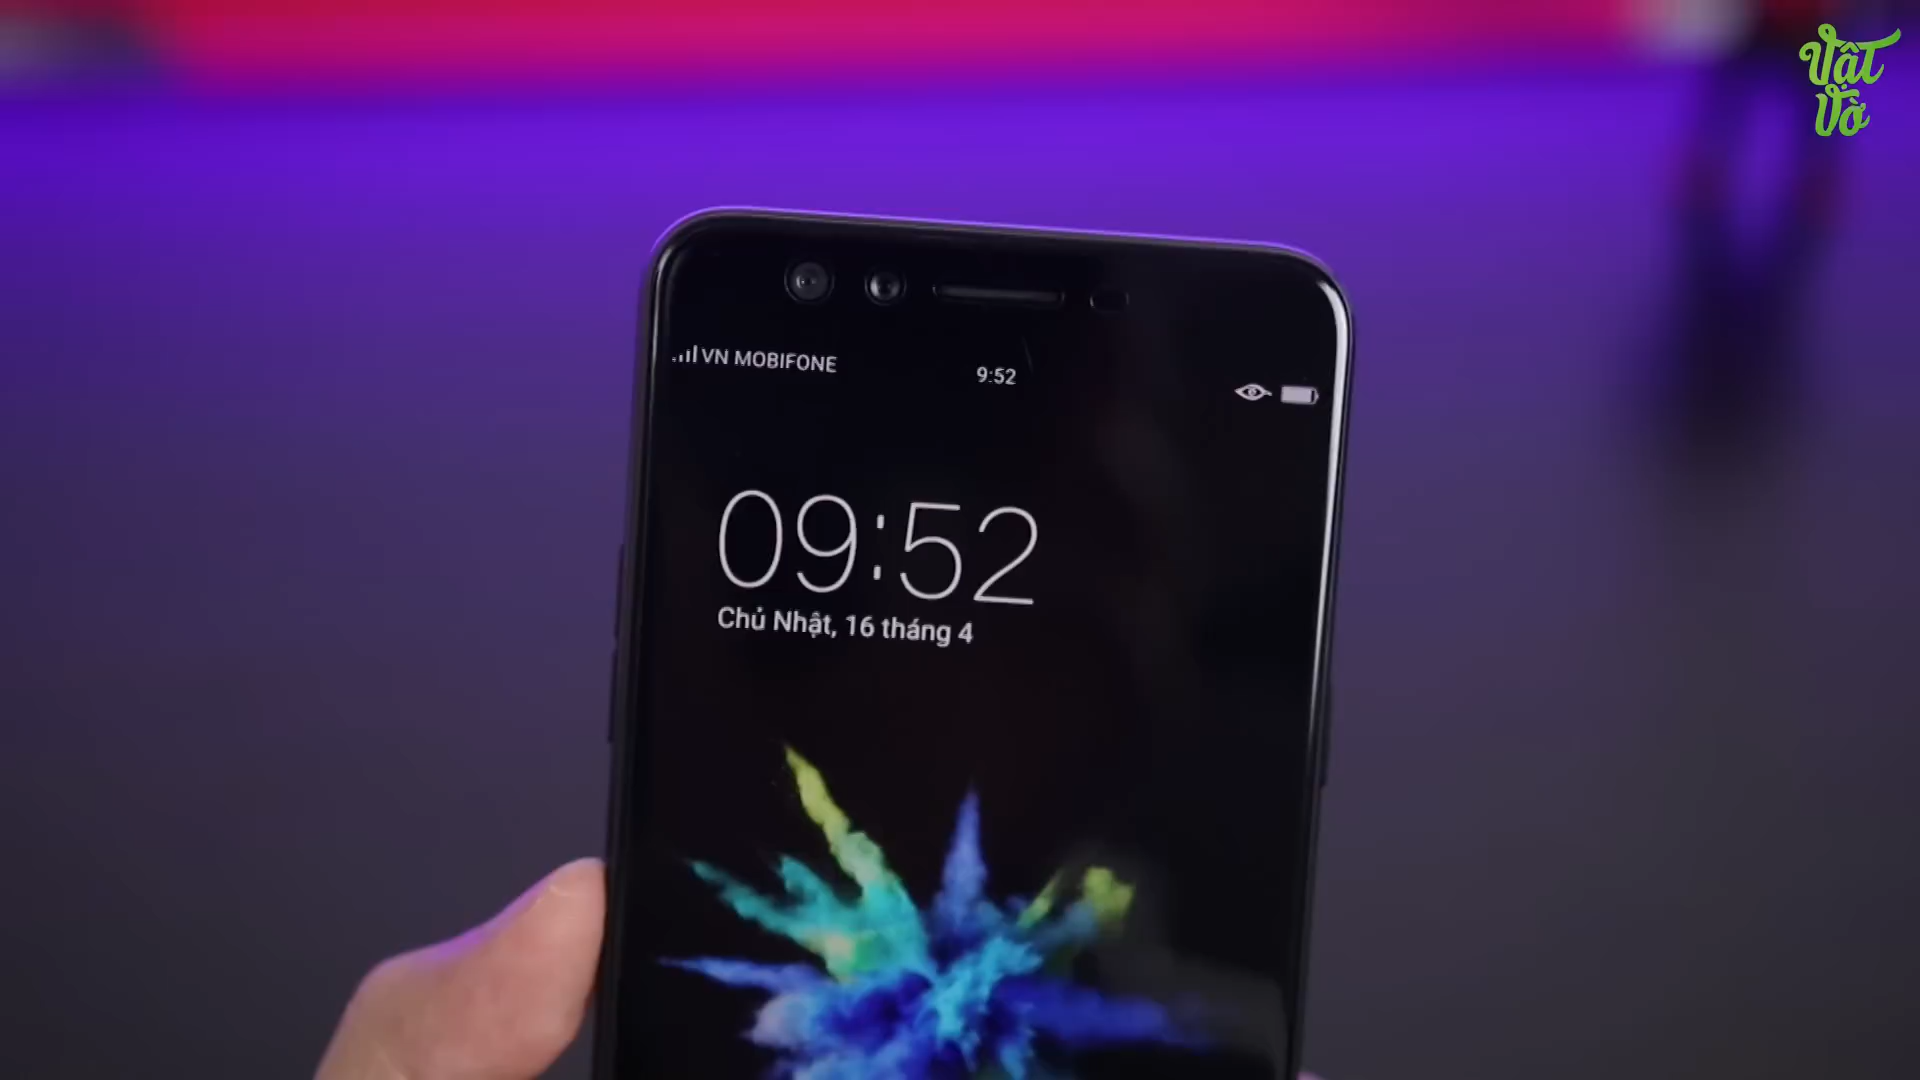 Vật
Vờ
VN MOBIFONE
9:52
09:52
Chủ Nhật, 16 tháng 4